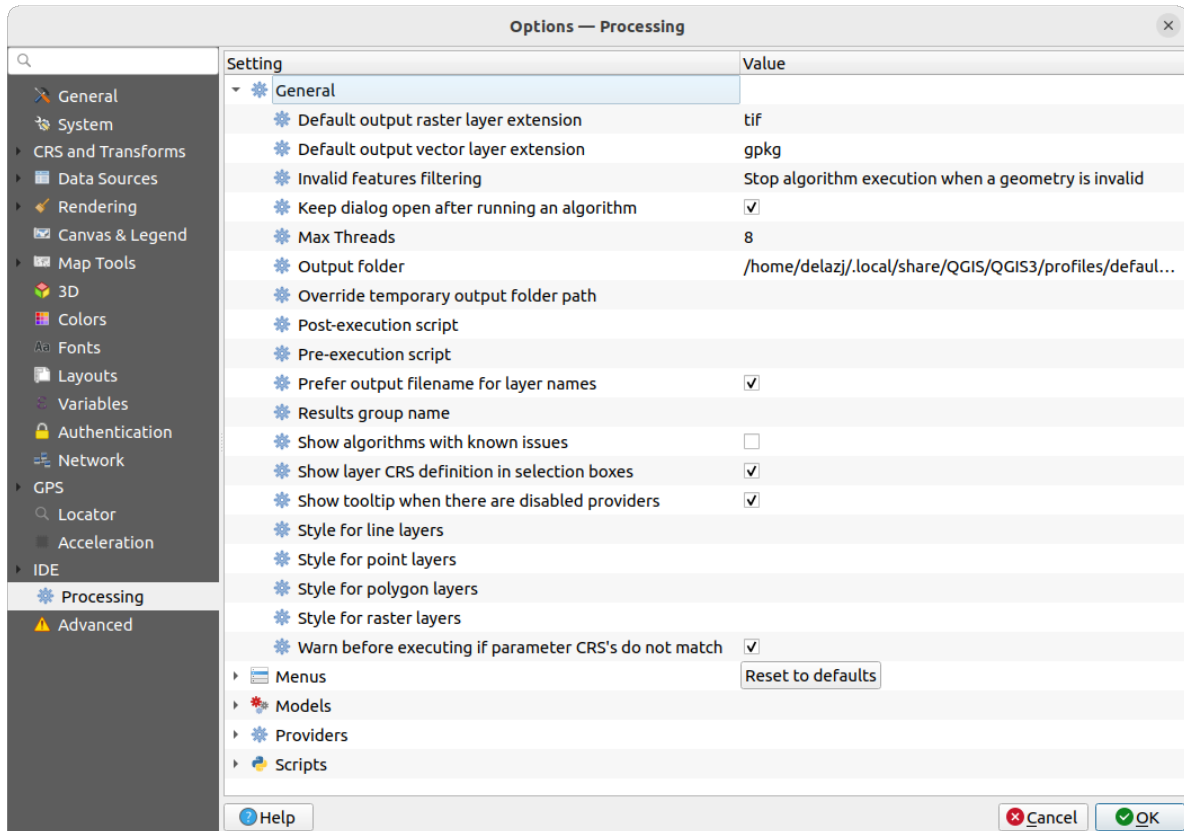 Options — Processing
General
System
CRS and Transforms
Data Sources
Rendering
Canvas & Legend
Map Tools
3D
Colors
Aa Fonts
Layouts
ε Variables
Authentication
Network
GPS
Locator
Acceleration
IDE
Processing
Advanced
Setting Value
General
Default output raster layer extension tif
Default output vector layer extension gpkg
Invalid features filtering Stop algorithm execution when a geometry is invalid
Keep dialog open after running an algorithm
Max Threads 8
Output folder /home/delazj/.local/share/QGIS/QGIS3/profiles/defaul...
Override temporary output folder path
Post-execution script
Pre-execution script
Prefer output filename for layer names
Results group name
Show algorithms with known issues
Show layer CRS definition in selection boxes
Show tooltip when there are disabled providers
Style for line layers
Style for point layers
Style for polygon layers
Style for raster layers
Warn before executing if parameter CRS's do not match
Menus Reset to defaults
Models
Providers
Scripts
? Help Cancel OK